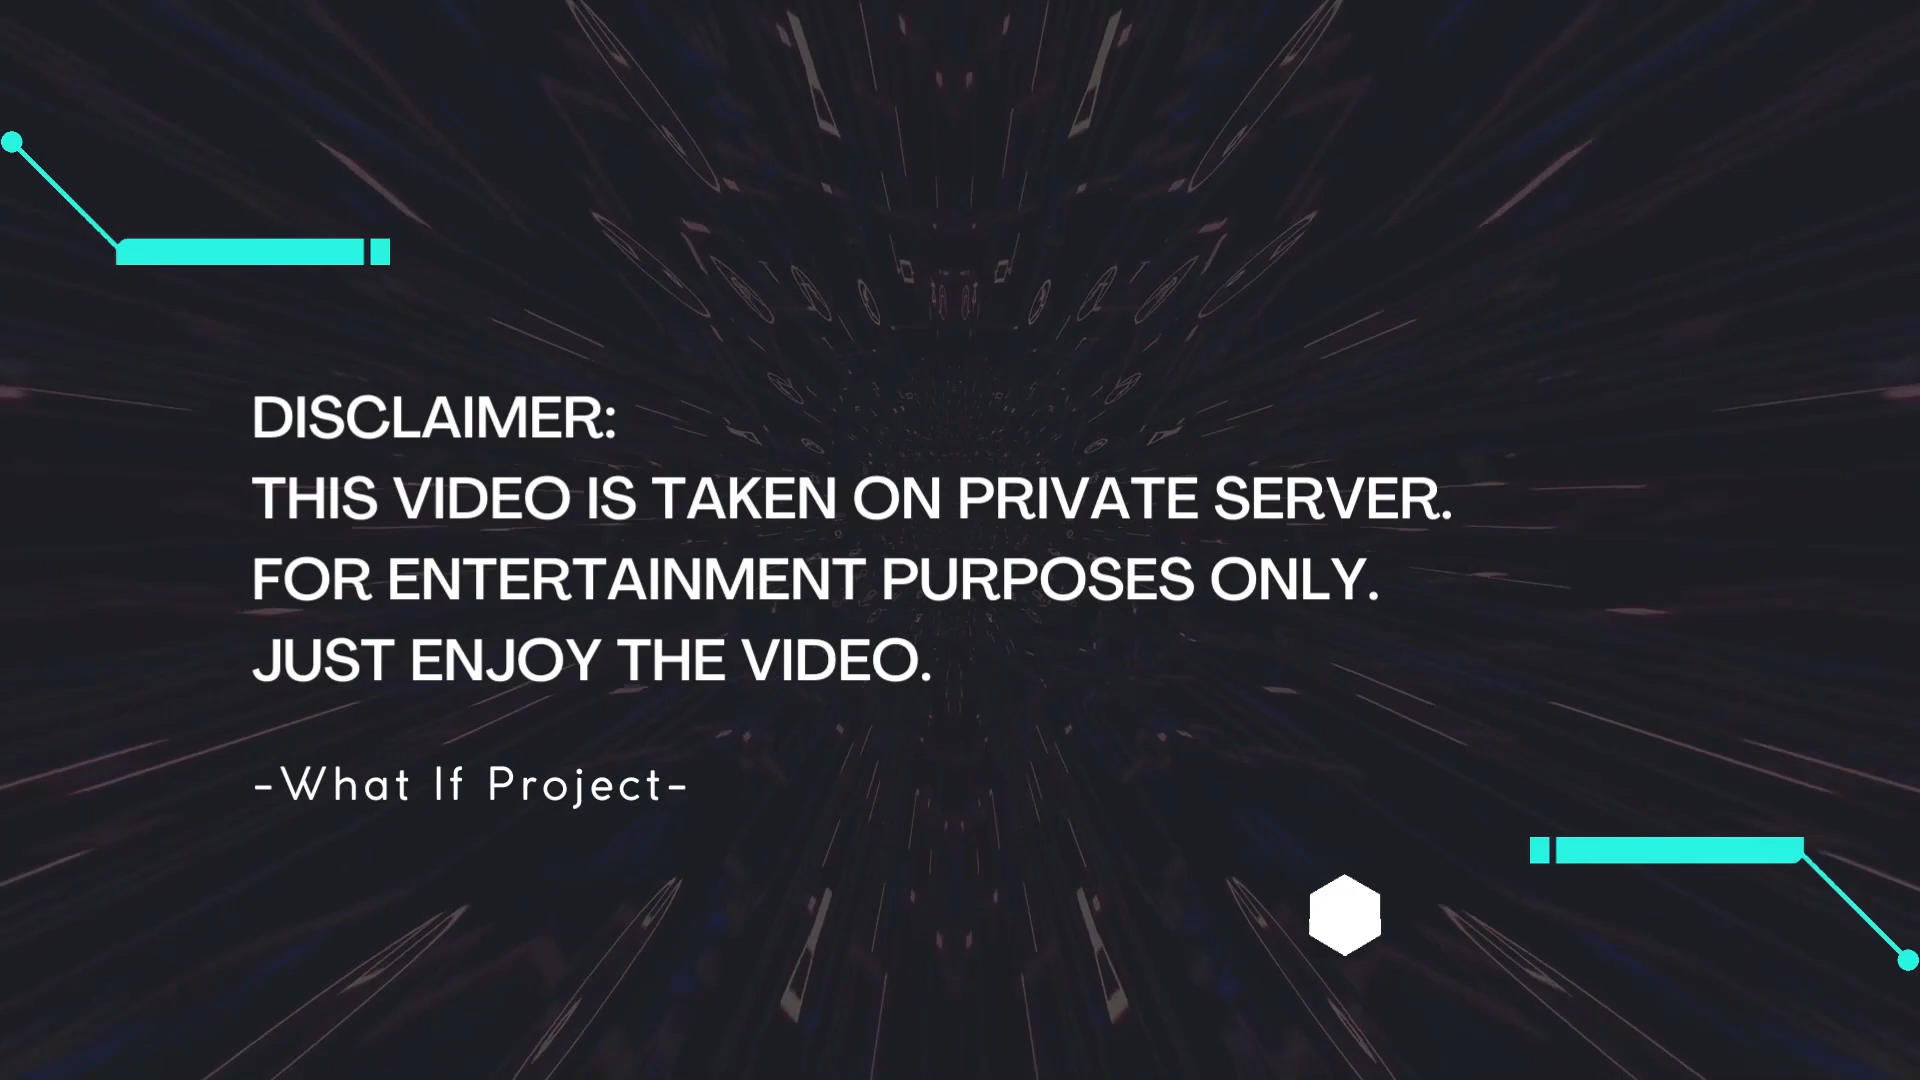 DISCLAIMER:
THIS VIDEO IS TAKEN ON PRIVATE SERVER.
FOR ENTERTAINMENT PURPOSES ONLY.
JUST ENJOY THE VIDEO.
-What If Project-